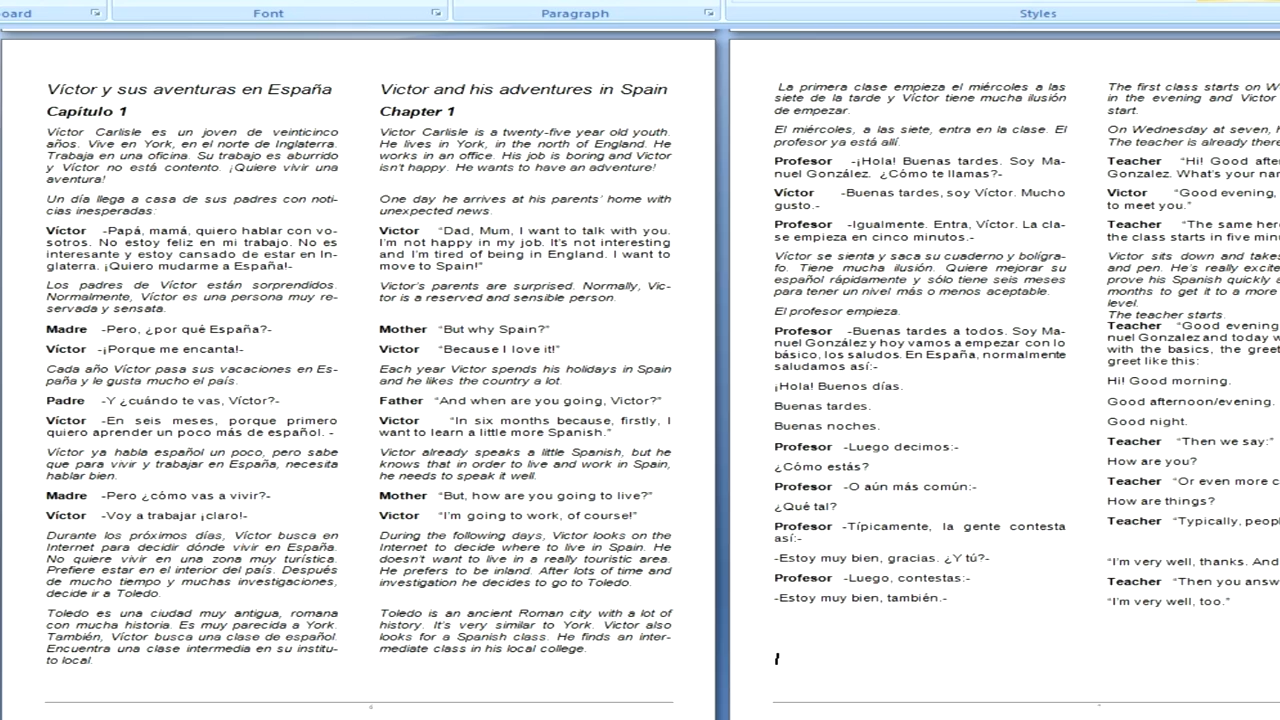 oard
Font
Paragraph
Styles
Víctor y sus aventuras en España
Capítulo 1
Víctor Carlisle es un joven de veinticinco
años. Vive en York, en el norte de Inglaterra.
Trabaja en una oficina. Su trabajo es aburrido
y Víctor no está contento. ¡Quiere vivir una
aventura!
Un día llega a casa de sus padres con noti-
cias inesperadas:
Víctor -Papá, mamá, quiero hablar con vo-
sotros. No estoy feliz en mi trabajo. No es
interesante y estoy cansado de estar en In-
glaterra. ¡Quiero mudarme a España!-
Los padres de Víctor están sorprendidos.
Normalmente, Víctor es una persona muy re-
servada y sensata.
Madre -Pero, ¿por qué España?-
Víctor -¡Porque me encanta!-
Cada año Víctor pasa sus vacaciones en Es-
paña y le gusta mucho el país.
Padre -Y ¿cuándo te vas, Víctor?-
Víctor -En seis meses, porque primero
quiero aprender un poco más de español. -
Víctor ya habla español un poco, pero sabe
que para vivir y trabajar en España, necesita
hablar bien.
Madre -Pero ¿cómo vas a vivir?-
Víctor -Voy a trabajar ¡claro!-
Durante los próximos días, Víctor busca en
Internet para decidir dónde vivir en España.
No quiere vivir en una zona muy turística.
Prefiere estar en el interior del país. Después
de mucho tiempo y muchas investigaciones,
decide ir a Toledo.
Toledo es una ciudad muy antigua, romana
con mucha historia. Es muy parecida a York.
También, Víctor busca una clase de español.
Encuentra una clase intermedia en su institu-
to local.
Victor and his adventures in Spain
Chapter 1
Victor Carlisle is a twenty-five year old youth.
He lives in York, in the north of England. He
works in an office. His job is boring and Victor
isn't happy. He wants to have an adventure!
One day he arrives at his parents' home with
unexpected news.
Victor “Dad, Mum, I want to talk with you.
I'm not happy in my job. It's not interesting
and I'm tired of being in England. I want to
move to Spain!”
Victor's parents are surprised. Normally, Vic-
tor is a reserved and sensible person.
Mother “But why Spain?”
Victor “Because I love it!”
Each year Victor spends his holidays in Spain
and he likes the country a lot.
Father “And when are you going, Victor?”
Victor “In six months because, firstly, I
want to learn a little more Spanish.”
Victor already speaks a little Spanish, but he
knows that in order to live and work in Spain,
he needs to speak it well.
Mother “But, how are you going to live?”
Victor “I'm going to work, of course!”
During the following days, Victor looks on the
Internet to decide where to live in Spain. He
doesn't want to live in a really touristic area.
He prefers to be inland. After lots of time and
investigation he decides to go to Toledo.
Toledo is an ancient Roman city with a lot of
history. It's very similar to York. Victor also
looks for a Spanish class. He finds an inter-
mediate class in his local college.
La primera clase empieza el miércoles a las
siete de la tarde y Víctor tiene mucha ilusión
de empezar.
El miércoles, a las siete, entra en la clase. El
profesor ya está allí.
Profesor -¡Hola! Buenas tardes. Soy Ma-
nuel González. ¿Cómo te llamas?-
Víctor -Buenas tardes, soy Víctor. Mucho
gusto.-
Profesor -Igualmente. Entra, Víctor. La cla-
se empieza en cinco minutos.-
Víctor se sienta y saca su cuaderno y bolígra-
fo. Tiene mucha ilusión. Quiere mejorar su
español rápidamente y sólo tiene seis meses
para tener un nivel más o menos aceptable.
El profesor empieza.
Profesor -Buenas tardes a todos. Soy Ma-
nuel González y hoy vamos a empezar con lo
básico, los saludos. En España, normalmente
saludamos así:-
¡Hola! Buenos días.
Buenas tardes.
Buenas noches.
Profesor -Luego decimos:-
¿Cómo estás?
Profesor -O aún más común:-
¿Qué tal?
Profesor -Típicamente, la gente contesta
así:-
-Estoy muy bien, gracias. ¿Y tú?-
Profesor -Luego, contestas:-
-Estoy muy bien, también.-
The first class starts on W
in the evening and Victor
start.
On Wednesday at seven, h
The teacher is already there
Teacher “Hi! Good afte
Gonzalez. What's your nam
Victor “Good evening,
to meet you.”
Teacher “The same here
the class starts in five minu
Victor sits down and takes
and pen. He's really excite
prove his Spanish quickly a
months to get it to a more
level.
The teacher starts.
Teacher “Good evening
nuel Gonzalez and today w
with the basics, the greet
greet like this:
Hi! Good morning.
Good afternoon/evening.
Good night.
Teacher “Then we say:”
How are you?
Teacher “Or even more c
How are things?
Teacher “Typically, peopl
“I'm very well, thanks. And
Teacher “Then you answ
“I'm very well, too.”